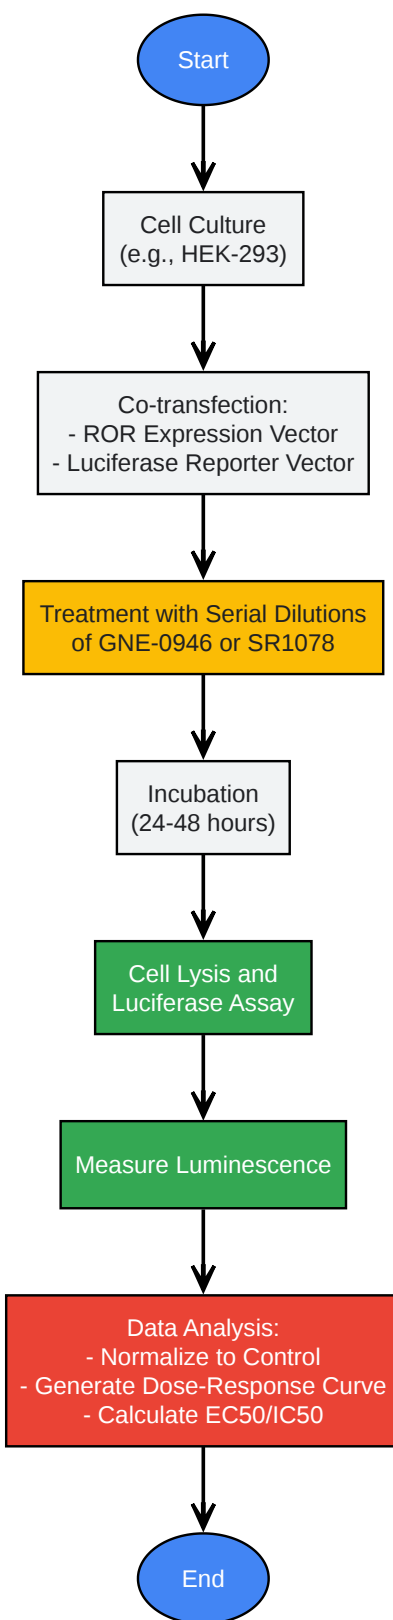 Start
Cell Culture
(e.g., HEK-293)
Co-transfection:
- ROR Expression Vector
- Luciferase Reporter Vector
Treatment with Serial Dilutions
of GNE-0946 or SR1078
Incubation
(24-48 hours)
Cell Lysis and
Luciferase Assay
Measure Luminescence
Data Analysis:
- Normalize to Control
- Generate Dose-Response Curve
- Calculate EC50/IC50
End